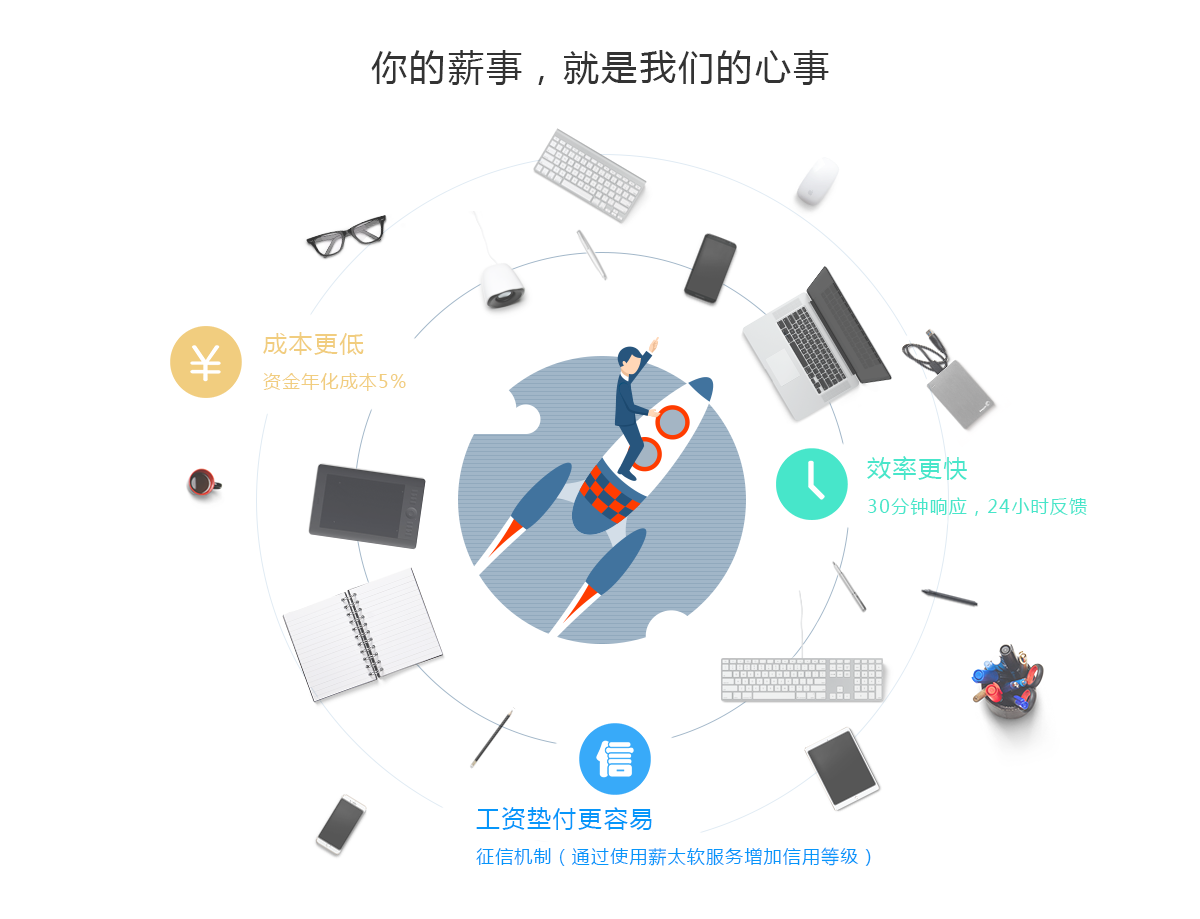 你的薪事，就是我们的心事
¥
成本更低
资金年化成本5%
效率更快
30分钟响应，24小时反馈
信
工资垫付更容易
征信机制（通过使用薪太软服务增加信用等级）